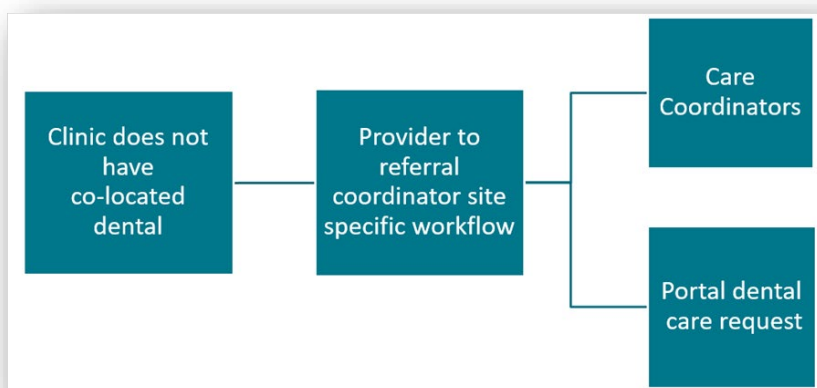 Clinic does not
have
co-located
dental
Provider to
referral
coordinator site
specific workflow
Care
Coordinators
Portal dental
care request